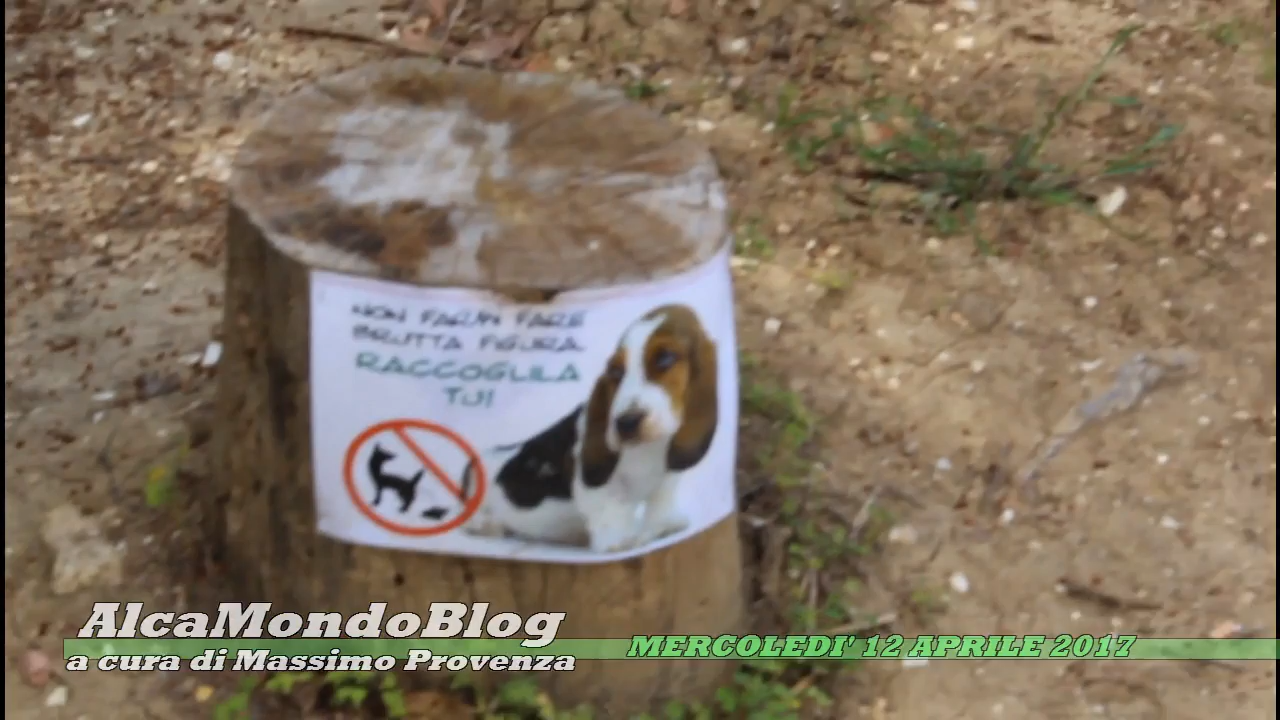 NON FARMI FARE
BRUTTA FIGURA
RACCOGLILA
TU!
AlcaMondoBlog
a cura di Massimo Provenza
MERCOLEDI' 12 APRILE 2017